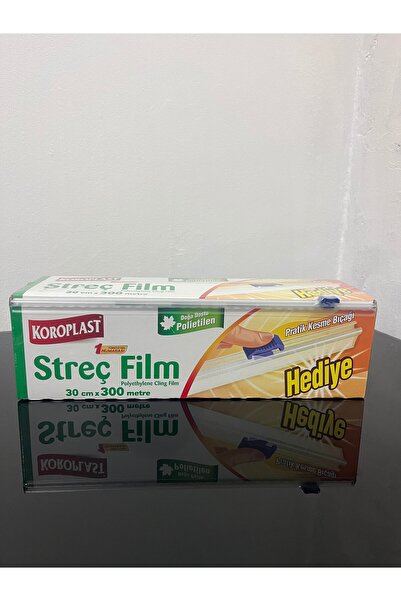 Streç Film
30 cm x 300 metre
KOROPLAST
1
Streç Film
Polyethylene Cling Film
30 cm x 300 metre
Doğa Dostu
Polietilen
Pratik Kesme Bıçağı
Hediye